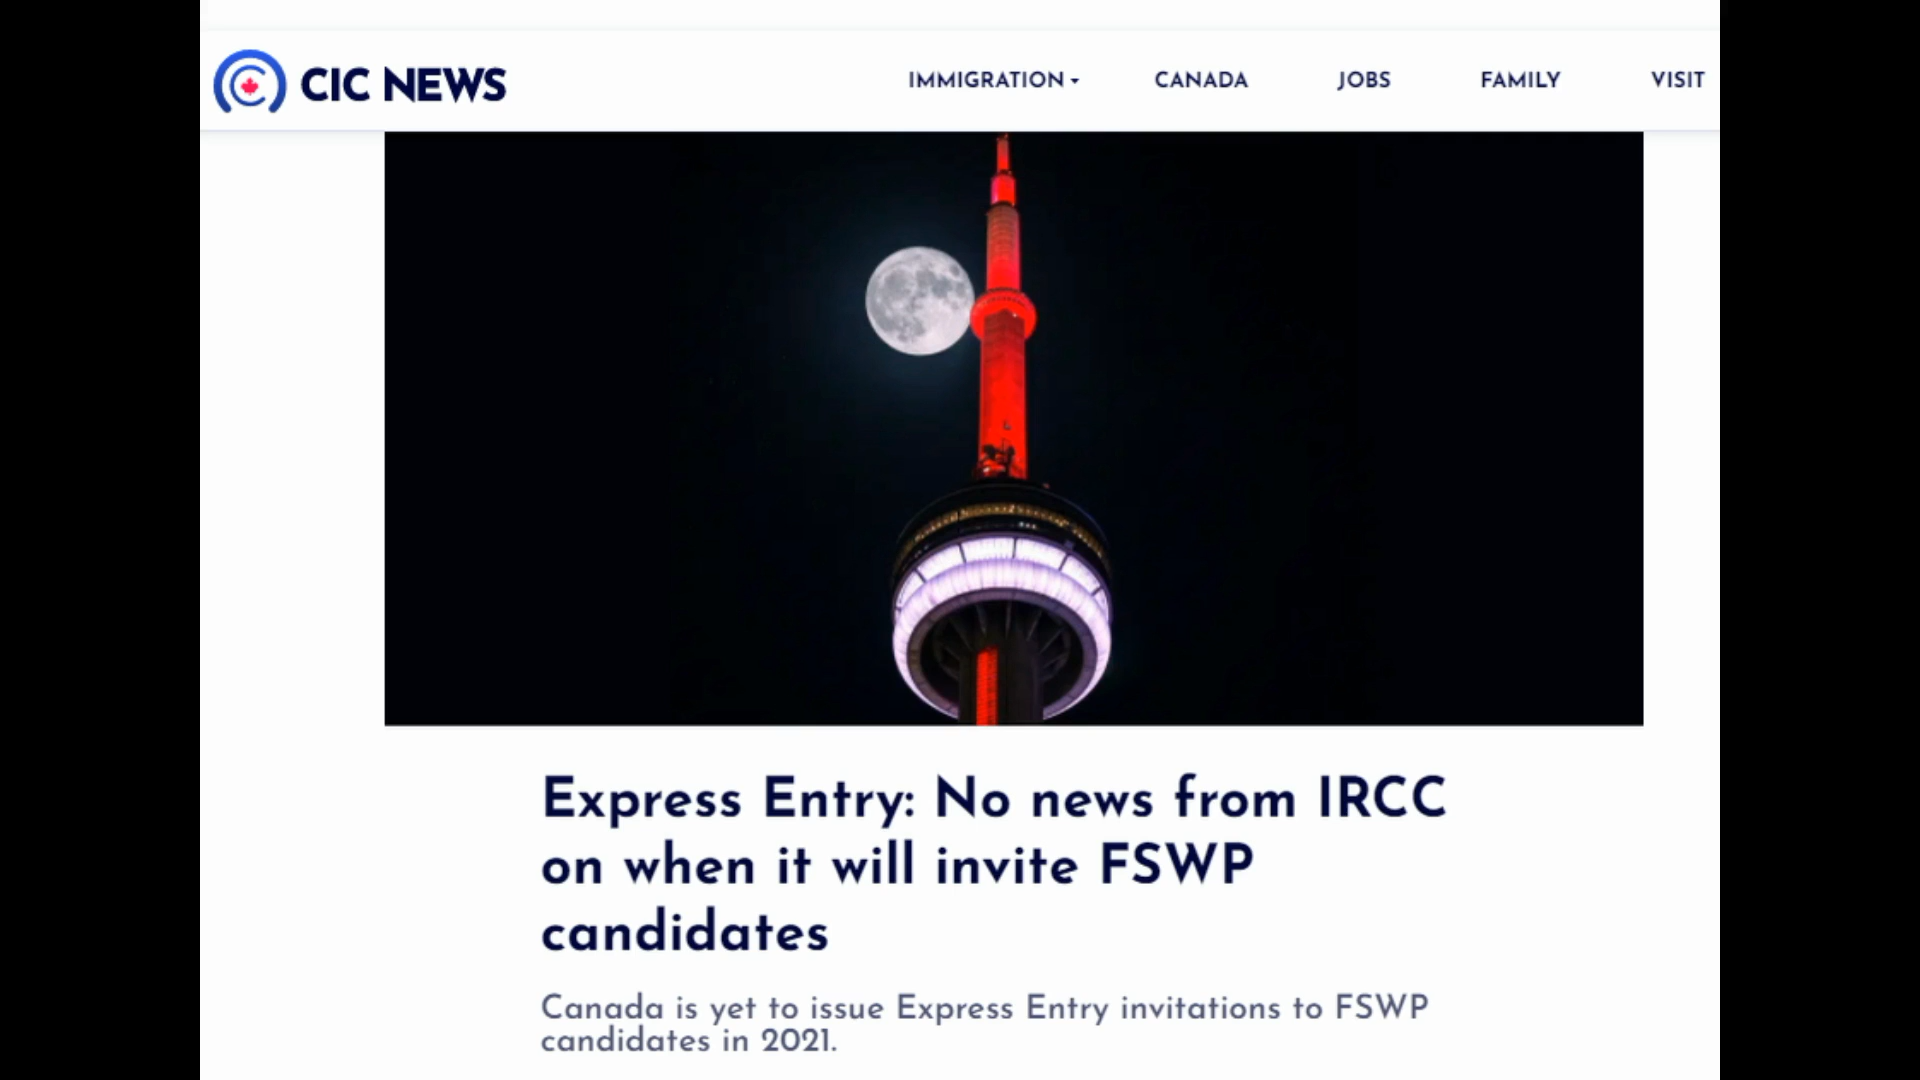 CIC NEWS
IMMIGRATION CANADA JOBS FAMILY VISIT
Express Entry: No news from IRCC
on when it will invite FSWP
candidates
Canada is yet to issue Express Entry invitations to FSWP
candidates in 2021.